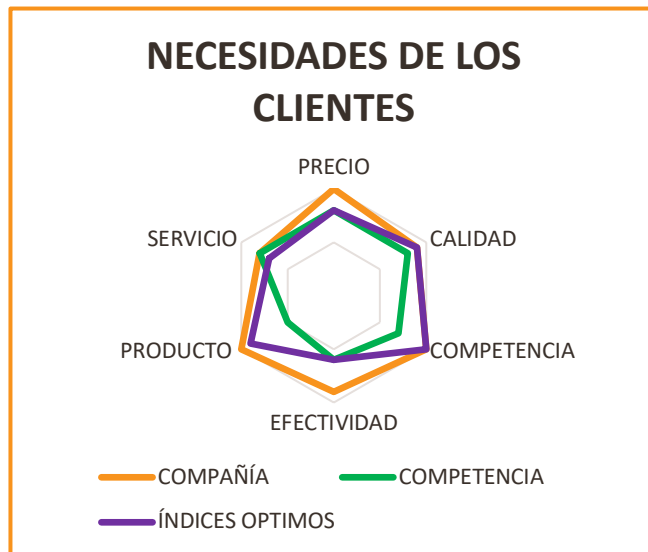 NECESIDADES DE LOS
CLIENTES
PRECIO
SERVICIO
CALIDAD
PRODUCTO
COMPETENCIA
EFECTIVIDAD
COMPAÑÍA
COMPETENCIA
ÍNDICES OPTIMOS